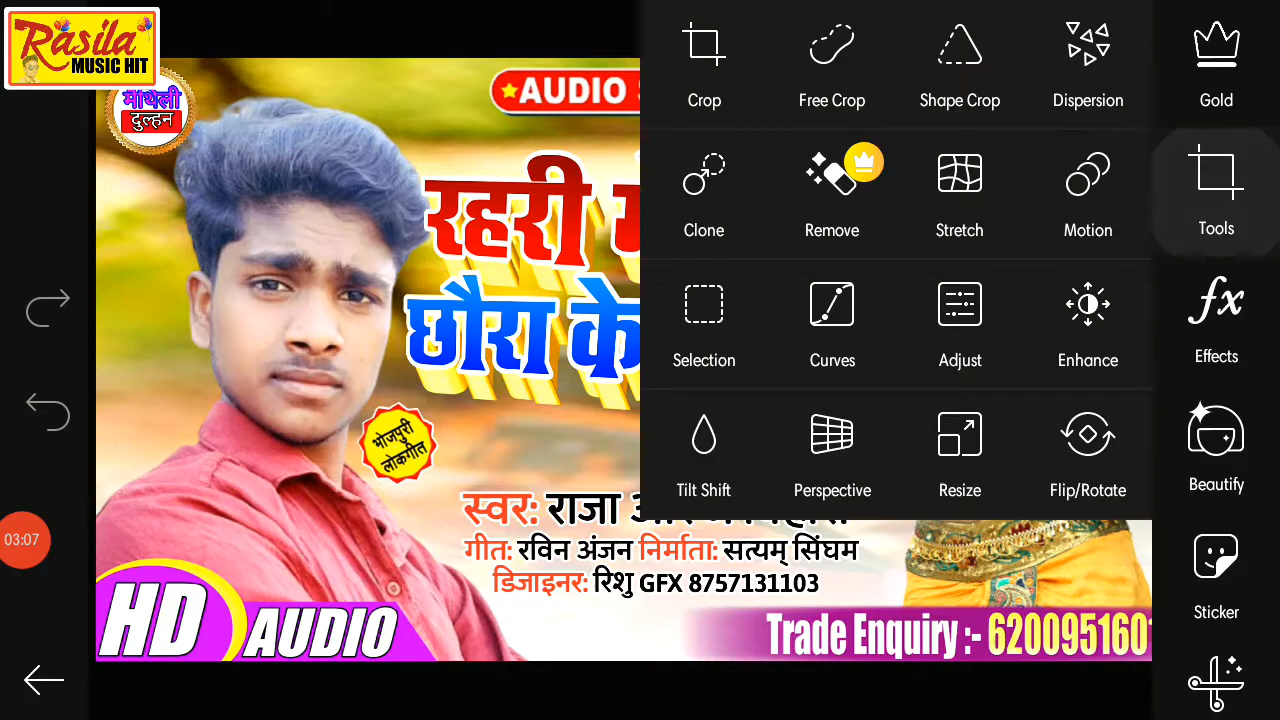 Rasila
MUSIC HIT
मैथिली
दुल्हन
AUDIO
रहरी
छौरा के
भोजपुरी
लोकगीत
स्वर: राजा
गीत: रविन अंजन निर्माता: सत्यम् सिंघम
डिजाइनर: रिशु GFX 8757131103
HD AUDIO
Trade Enquiry :- 620095160
03:07
Crop
Free Crop
Shape Crop
Dispersion
Clone
Remove
Stretch
Motion
Selection
Curves
Adjust
Enhance
Tilt Shift
Perspective
Resize
Flip/Rotate
Gold
Tools
fx
Effects
Beautify
Sticker